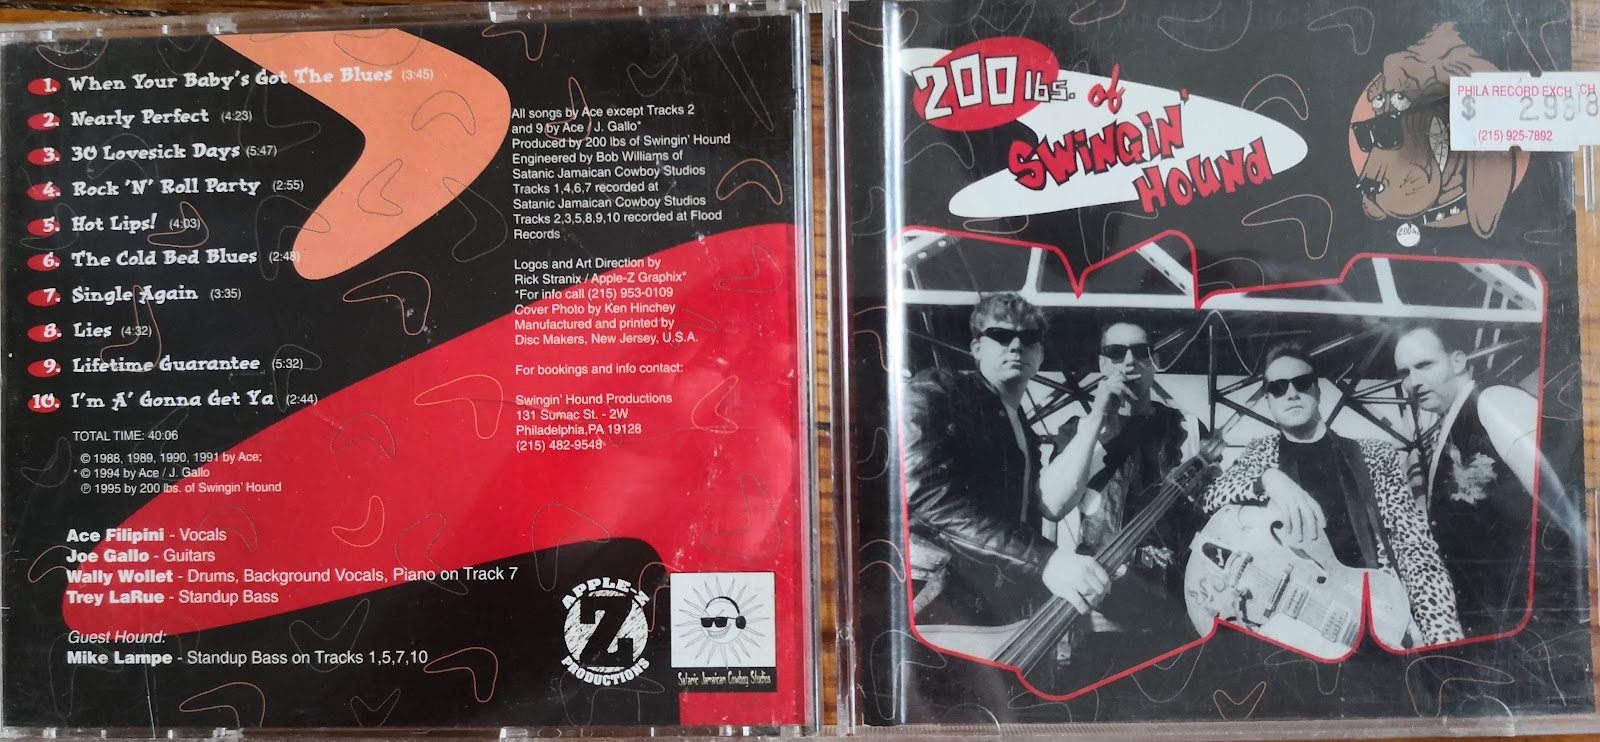 1. When Your Baby's Got The Blues (3:45)
2. Nearly Perfect (4:23)
3. 30 Lovesick Days (5:47)
4. Rock 'N' Roll Party (2:55)
5. Hot Lips! (4:03)
6. The Cold Bed Blues (2:48)
7. Single Again (3:35)
8. Lies (4:32)
9. Lifetime Guarantee (5:32)
10. I'm A' Gonna Get Ya (2:44)
TOTAL TIME: 40:06
© 1988, 1989, 1990, 1991 by Ace;
* © 1994 by Ace / J. Gallo
℗ 1995 by 200 lbs. of Swingin' Hound
Ace Filipini - Vocals
Joe Gallo - Guitars
Wally Wollet - Drums, Background Vocals, Piano on Track 7
Trey LaRue - Standup Bass
Guest Hound:
Mike Lampe - Standup Bass on Tracks 1,5,7,10
All songs by Ace except Tracks 2
and 9 by Ace / J. Gallo*
Produced by 200 lbs of Swingin' Hound
Engineered by Bob Williams of
Satanic Jamaican Cowboy Studios
Tracks 1,4,6,7 recorded at
Satanic Jamaican Cowboy Studios
Tracks 2,3,5,8,9,10 recorded at Flood
Records
Logos and Art Direction by
Rick Stranix / Apple-Z Graphix*
*For info call (215) 953-0109
Cover Photo by Ken Hinchey
Manufactured and printed by
Disc Makers, New Jersey, U.S.A.
For bookings and info contact:
Swingin' Hound Productions
131 Sumac St. - 2W
Philadelphia,PA 19128
(215) 482-9548
APPLE-Z
Z
PRODUCTIONS
Satanic Jamaican Cowboy Studios
200 lbs. of
SWINGIN'
HOUND
PHILA RECORD EXCH
$ 2.98
(215) 925-7892
CH
8